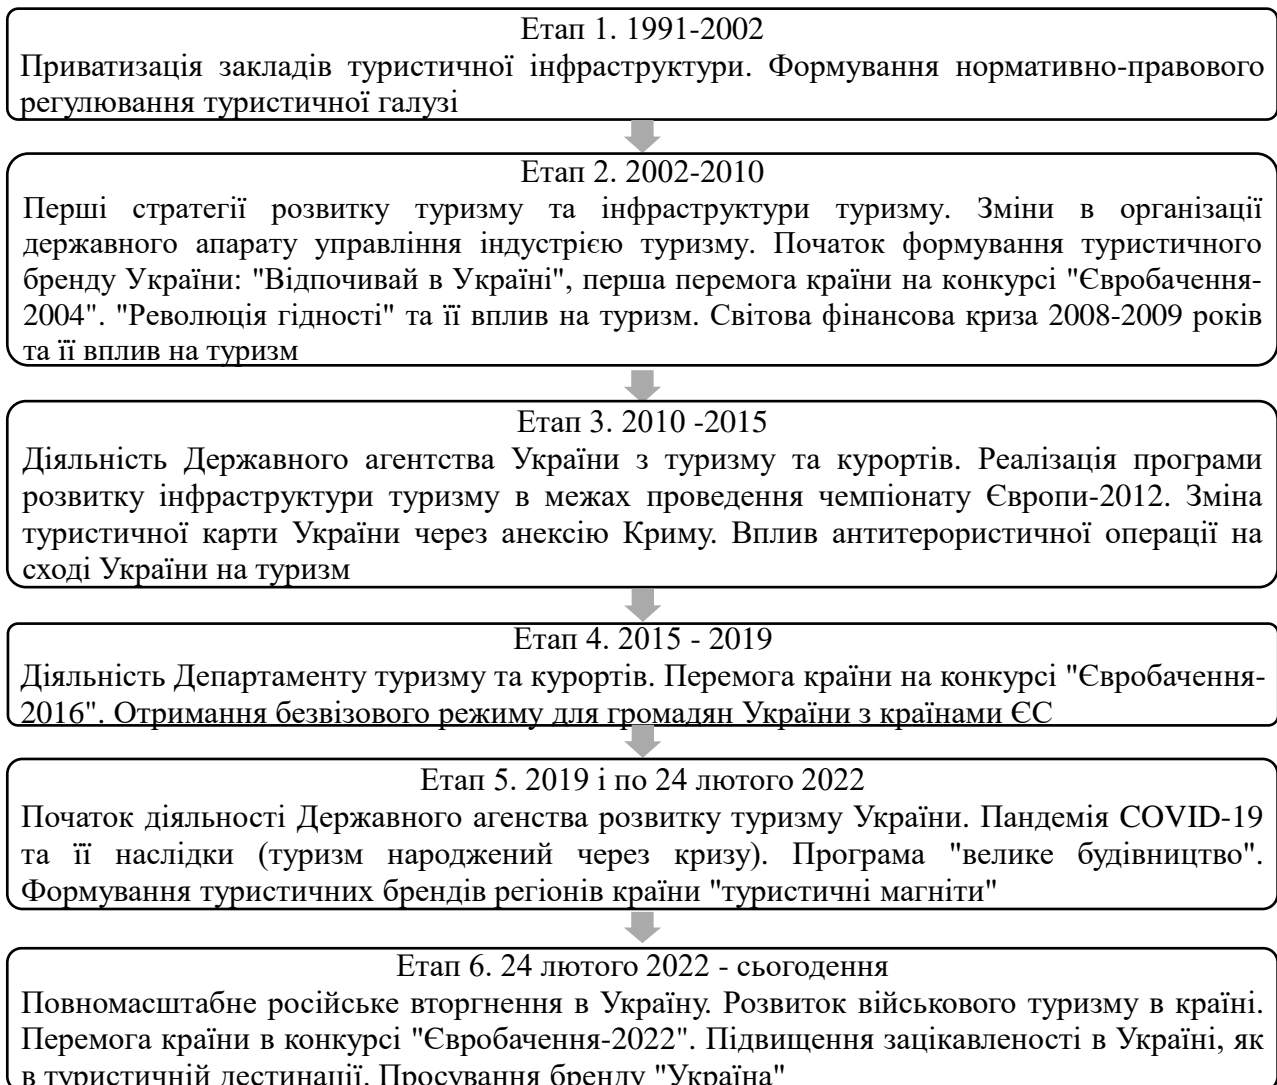 Етап 1. 1991-2002
Приватизація закладів туристичної інфраструктури. Формування нормативно-правового
регулювання туристичної галузі
Етап 2. 2002-2010
Перші стратегії розвитку туризму та інфраструктури туризму. Зміни в організації
державного апарату управління індустрією туризму. Початок формування туристичного
бренду України: "Відпочивай в Україні", перша перемога країни на конкурсі "Євробачення-
2004". "Революція гідності" та її вплив на туризм. Світова фінансова криза 2008-2009 років
та її вплив на туризм
Етап 3. 2010 -2015
Діяльність Державного агентства України з туризму та курортів. Реалізація програми
розвитку інфраструктури туризму в межах проведення чемпіонату Європи-2012. Зміна
туристичної карти України через анексію Криму. Вплив антитерористичної операції на
сході України на туризм
Етап 4. 2015 - 2019
Діяльність Департаменту туризму та курортів. Перемога країни на конкурсі "Євробачення-
2016". Отримання безвізового режиму для громадян України з країнами ЄС
Етап 5. 2019 і по 24 лютого 2022
Початок діяльності Державного агенства розвитку туризму України. Пандемія COVID-19
та її наслідки (туризм народжений через кризу). Програма "велике будівництво".
Формування туристичних брендів регіонів країни "туристичні магніти"
Етап 6. 24 лютого 2022 - сьогодення
Повномасштабне російське вторгнення в Україну. Розвиток військового туризму в країні.
Перемога країни в конкурсі "Євробачення-2022". Підвищення зацікавленості в Україні, як
в туристичній дестинації. Просування бренду "Україна"